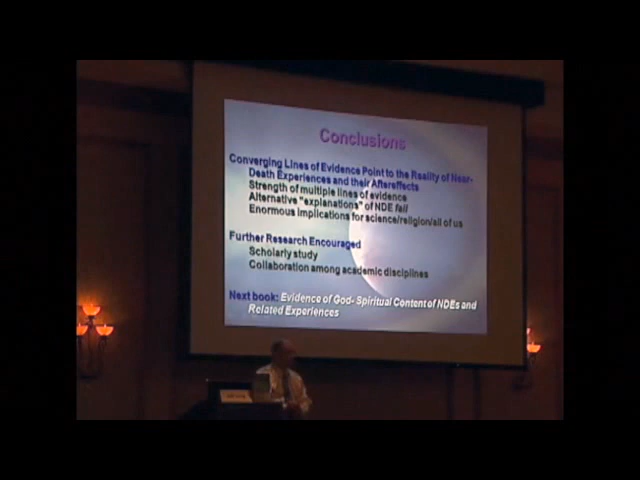 Conclusions
Converging Lines of Evidence Point to the Reality of Near-
Death Experiences and their Aftereffects
Strength of multiple lines of evidence
Alternative "explanations" of NDE fail
Enormous implications for science/religion/all of us
Further Research Encouraged
Scholarly study
Collaboration among academic disciplines
Next book: Evidence of God- Spiritual Content of NDEs and
Related Experiences